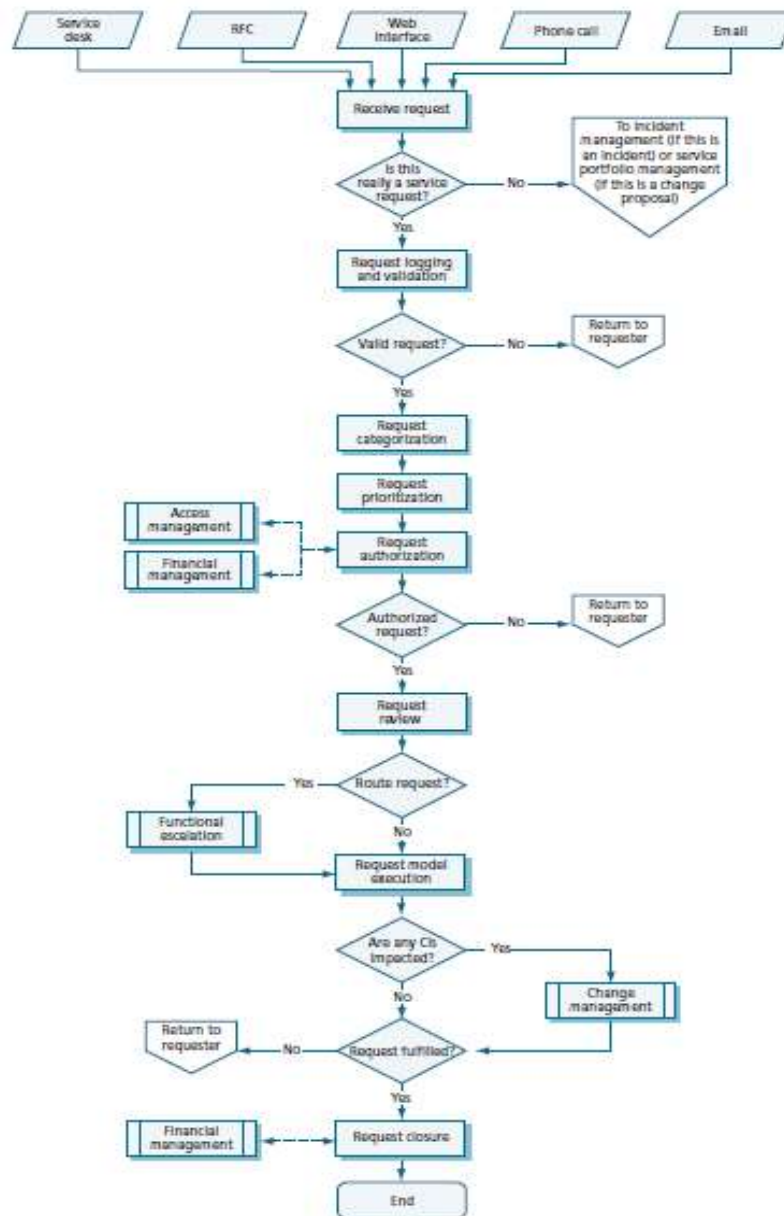 Service
desk
RFC
Web
interface
Phone call
Email
Receive request
To incident
management (if this is
an incident) or service
portfolio management
(if this is a change
proposal)
Is this
really a service
request?
No
Yes
Request logging
and validation
Valid request?
No
Return to
requester
Yes
Request
categorization
Request
prioritization
Access
management
Request
authorization
Financial
management
Authorized
request?
No
Return to
requester
Yes
Request
review
Route request?
Yes
No
Functional
escalation
Request model
execution
Are any CIs
impacted?
Yes
No
Change
management
Return to
requester
No
Request fulfilled?
Yes
Financial
management
Request closure
End